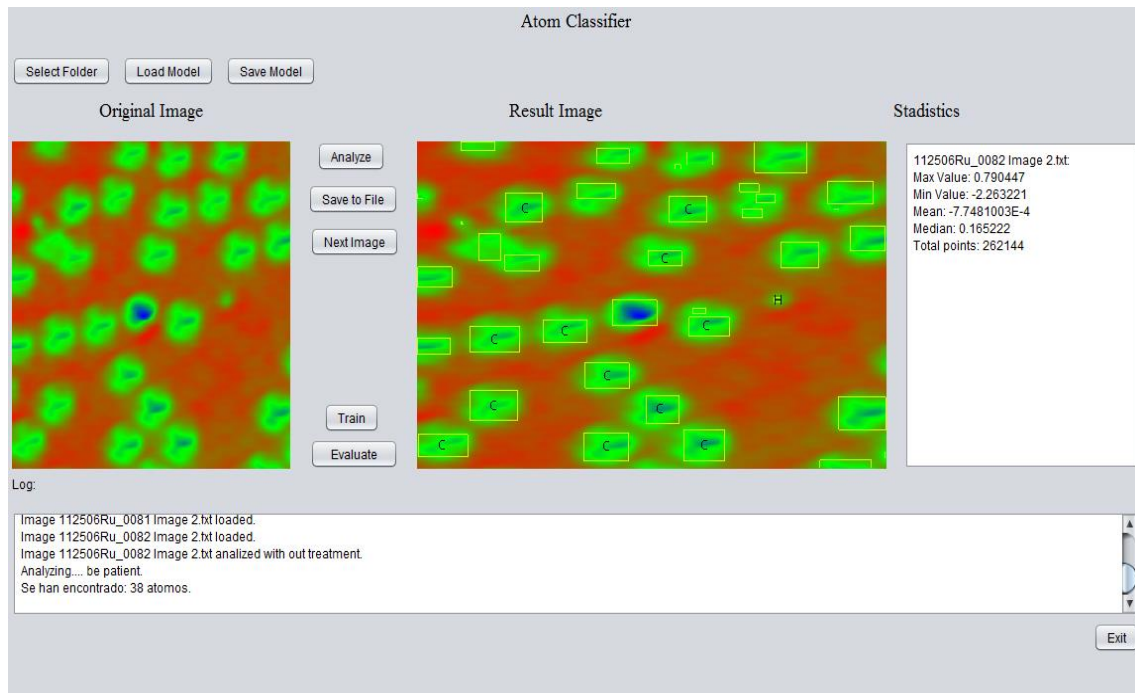 Atom Classifier
Select Folder Load Model Save Model
Original Image Result Image Stadistics
Analyze
Save to File
Next Image
Train
Evaluate
C C
C
H
C C C
C
C C
C C C
112506Ru_0082 Image 2.txt:
Max Value: 0.790447
Min Value: -2.263221
Mean: -7.7481003E-4
Median: 0.165222
Total points: 262144
Log:
Image 112506Ru_0081 Image 2.txt loaded.
Image 112506Ru_0082 Image 2.txt loaded.
Image 112506Ru_0082 Image 2.txt analized with out treatment.
Analyzing.... be patient.
Se han encontrado: 38 atomos.
Exit